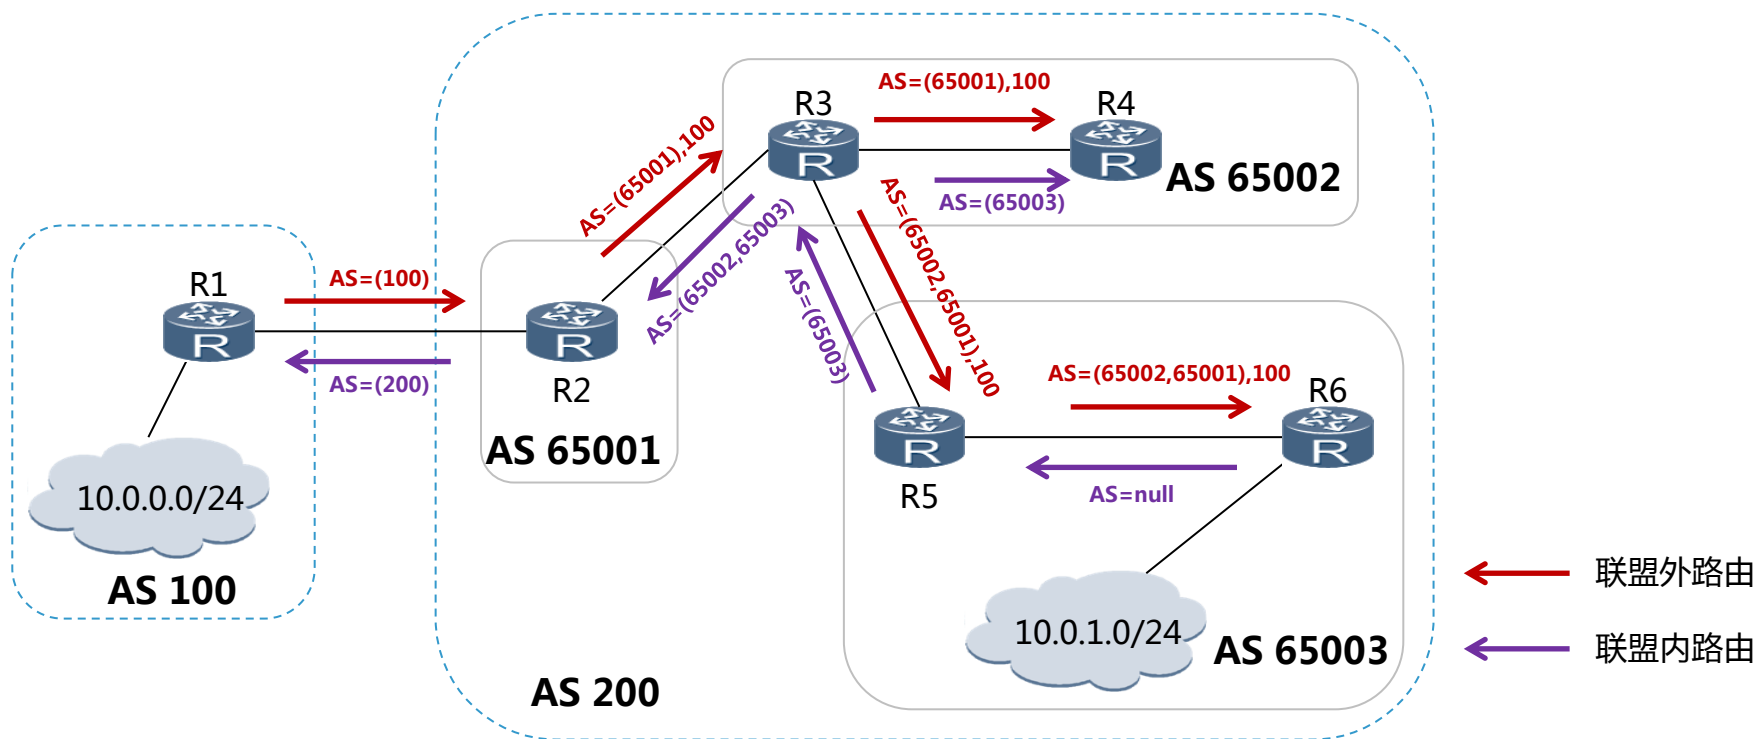 AS=(65001),100
R3
R4
AS=(65001),100
AS 65002
AS=(65003)
AS=(65002,65003)
AS=(65002,65001),100
AS=(65003)
R1
AS=(100)
AS=(200)
R2
AS 65001
AS=(65002,65001),100
R6
R5
AS=null
10.0.0.0/24
AS 100
10.0.1.0/24
AS 65003
AS 200
联盟外路由
联盟内路由
R
R
R
R
R
R